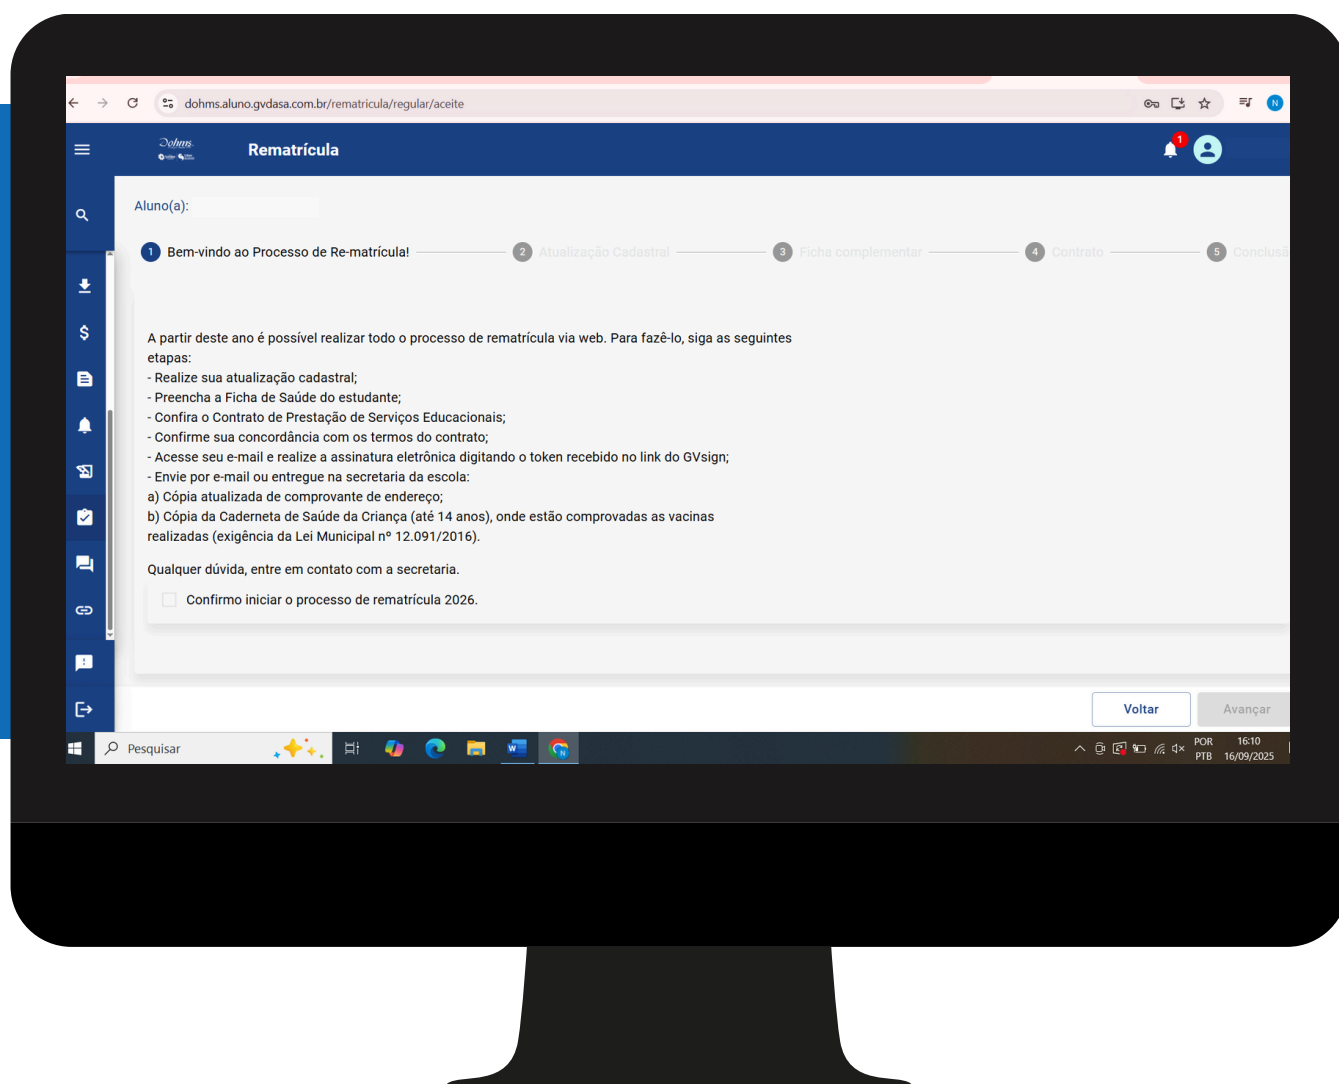 dohms.aluno.gvdasa.com.br/rematricula/regular/aceite
N
Dohms
Rematrícula
1
Aluno(a):
1 Bem-vindo ao Processo de Re-matrícula!
2 Atualização Cadastral
3 Ficha complementar
4 Contrato
5 Conclusã
A partir deste ano é possível realizar todo o processo de rematrícula via web. Para fazê-lo, siga as seguintes
etapas:
- Realize sua atualização cadastral;
- Preencha a Ficha de Saúde do estudante;
- Confira o Contrato de Prestação de Serviços Educacionais;
- Confirme sua concordância com os termos do contrato;
- Acesse seu e-mail e realize a assinatura eletrônica digitando o token recebido no link do GVsign;
- Envie por e-mail ou entregue na secretaria da escola:
a) Cópia atualizada de comprovante de endereço;
b) Cópia da Caderneta de Saúde da Criança (até 14 anos), onde estão comprovadas as vacinas
realizadas (exigência da Lei Municipal nº 12.091/2016).
Qualquer dúvida, entre em contato com a secretaria.
Confirmo iniciar o processo de rematrícula 2026.
Voltar
Avançar
Pesquisar
POR
PTB
16:10
16/09/2025